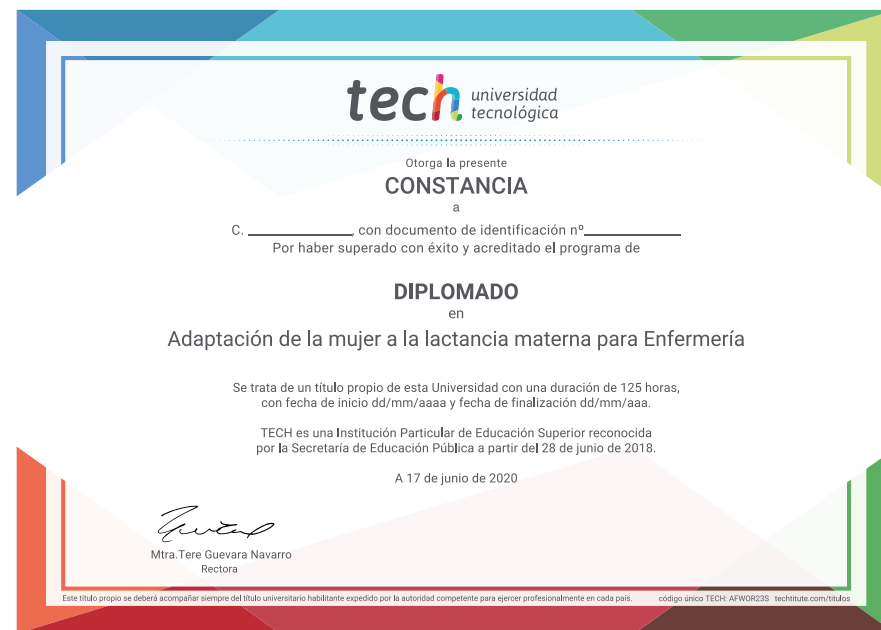 tech universidad
tecnológica
Otorga la presente
CONSTANCIA
a
C. ____________, con documento de identificación nº____________
Por haber superado con éxito y acreditado el programa de
DIPLOMADO
en
Adaptación de la mujer a la lactancia materna para Enfermería
Se trata de un título propio de esta Universidad con una duración de 125 horas,
con fecha de inicio dd/mm/aaaa y fecha de finalización dd/mm/aaa.
TECH es una Institución Particular de Educación Superior reconocida
por la Secretaría de Educación Pública a partir del 28 de junio de 2018.
A 17 de junio de 2020
Mtra.Tere Guevara Navarro
Rectora
Este título propio se deberá acompañar siempre del título universitario habilitante expedido por la autoridad competente para ejercer profesionalmente en cada país. código único TECH: AFWOR23S techtitute.com/titulos